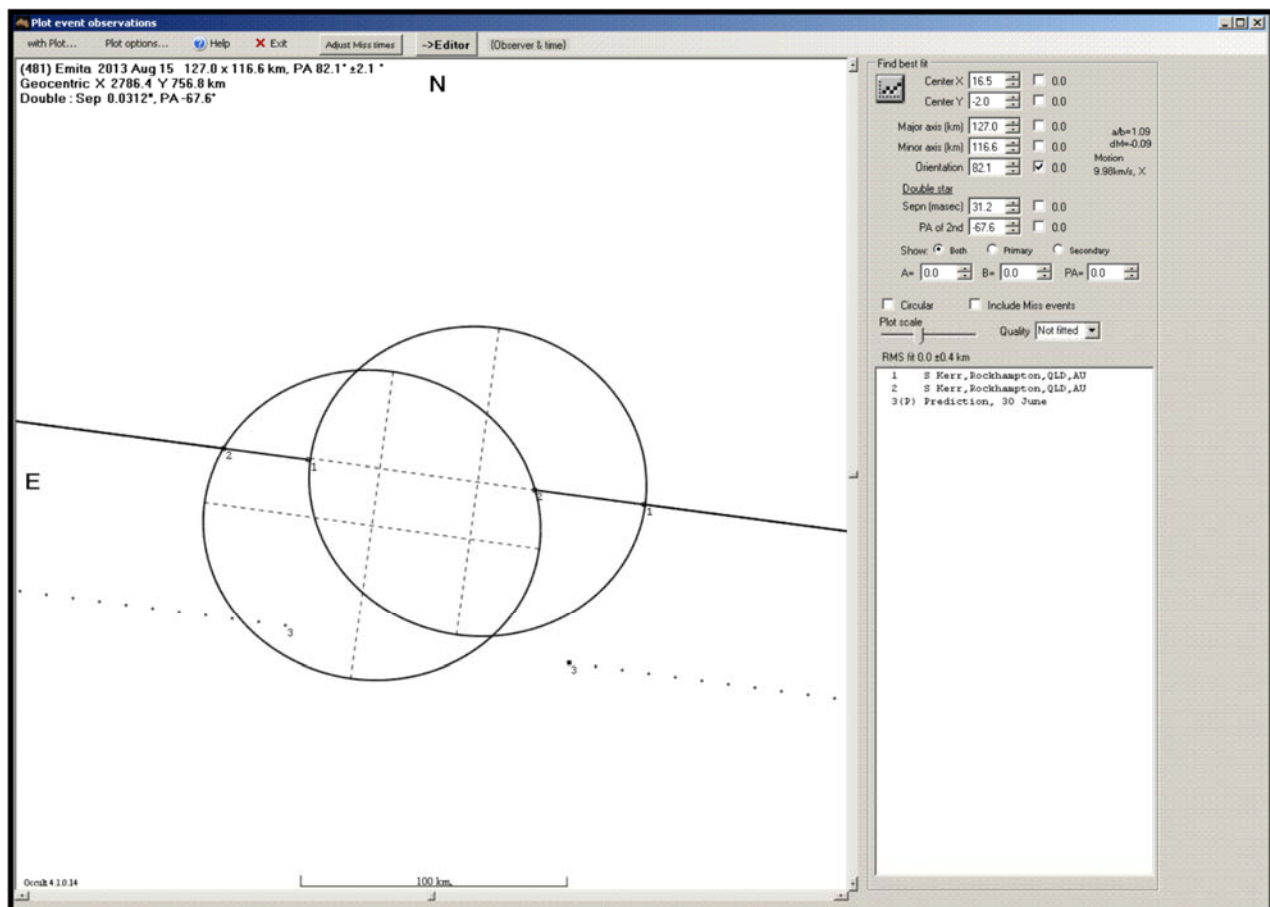 Plot event observations
with Plot... Plot options... Help Exit Adjust Miss times ->Editor {Observer & time}
(481) Emita 2013 Aug 15 127.0 x 116.6 km, PA 82.1° ±2.1 °
Geocentric X 2786.4 Y 756.8 km
Double : Sep 0.0312", PA -67.6°
N
E
2
1
2
1
3
3
Occult 4.1.0.14
100 km
Find best fit
Center X 16.5 0.0
Center Y -2.0 0.0
Major axis (km) 127.0 0.0
Minor axis (km) 116.6 0.0
Orientation 82.1 0.0
a/b=1.09
dM=-0.09
Motion
9.98km/s, X
Double star
Sepn (masec) 31.2 0.0
PA of 2nd -67.6 0.0
Show: Both Primary Secondary
A= 0.0 B= 0.0 PA= 0.0
Circular Include Miss events
Plot scale
Quality Not fitted
RMS fit 0.0 ±0.4 km
1 S Kerr,Rockhampton,QLD,AU
2 S Kerr,Rockhampton,QLD,AU
3(P) Prediction, 30 June